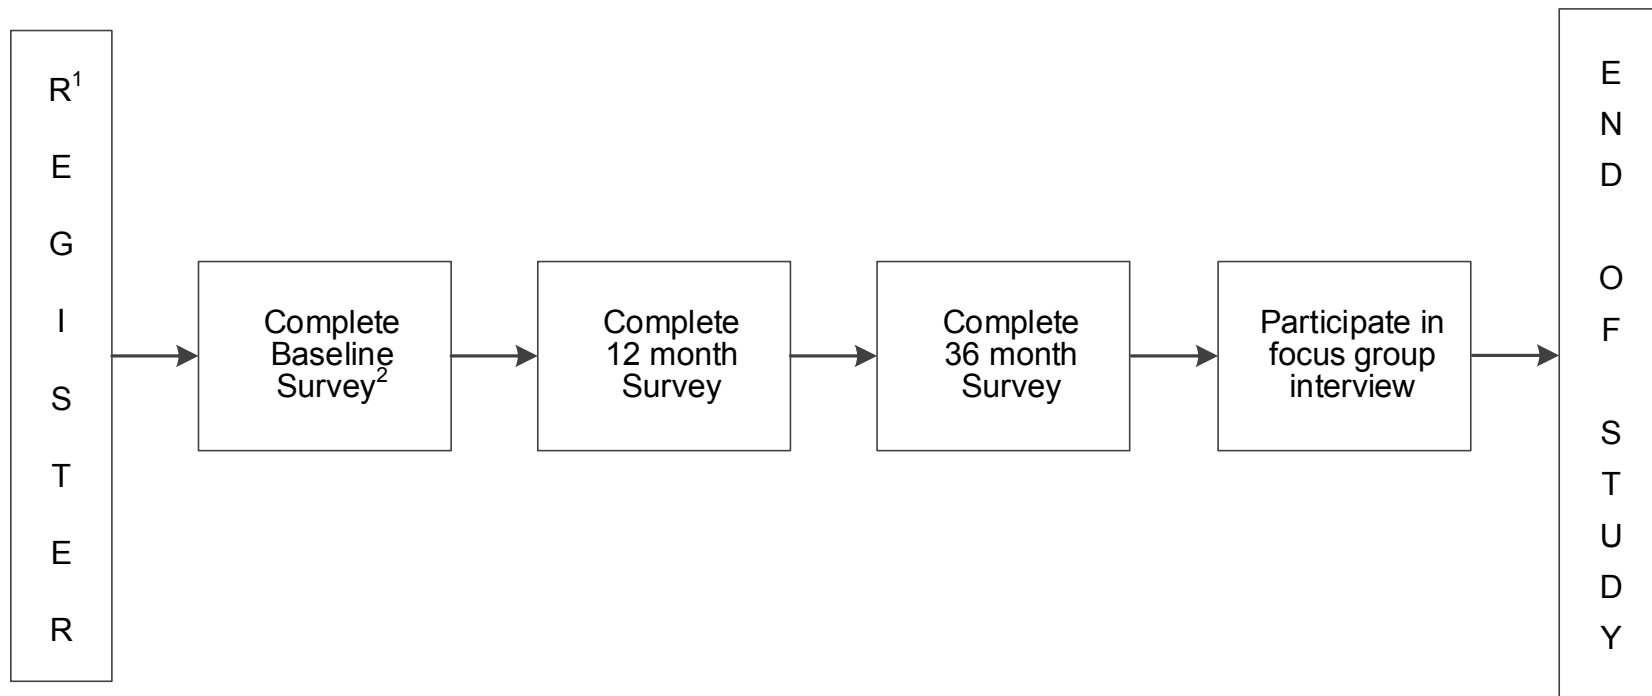 R¹
E
G
I
S
T
E
R
Complete
Baseline
Survey²
Complete
12 month
Survey
Complete
36 month
Survey
Participate in
focus group
interview
E
N
D
O
F
S
T
U
D
Y